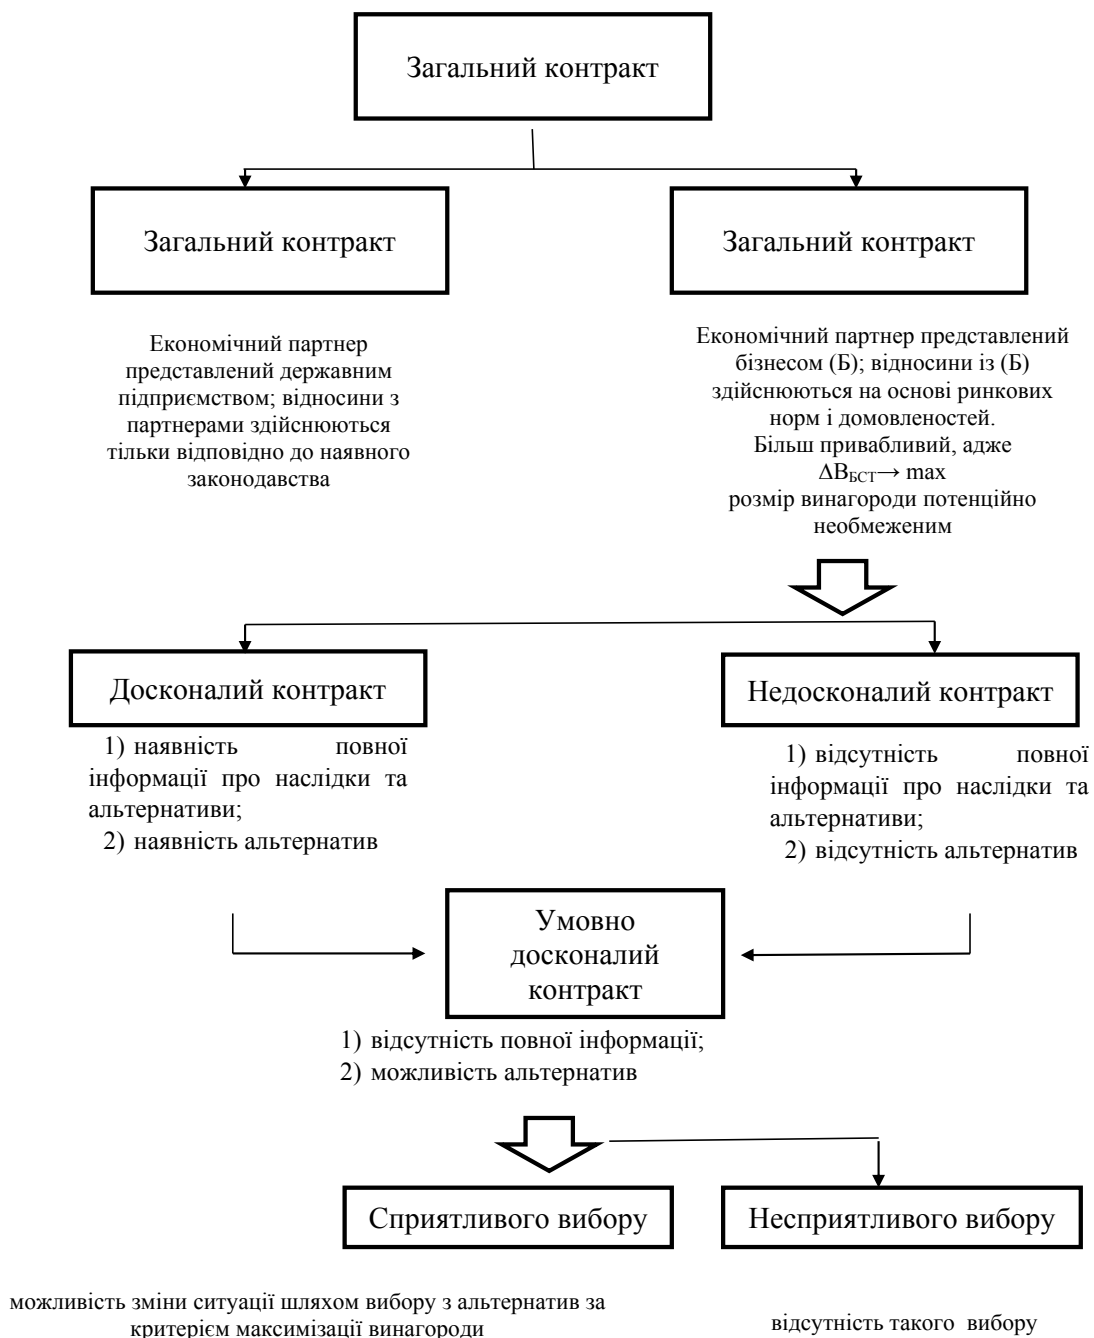 Загальний контракт
Загальний контракт
Загальний контракт
Економічний партнер
представлений державним
підприємством; відносини з
партнерами здійснюються
тільки відповідно до наявного
законодавства
Економічний партнер представлений
бізнесом (Б); відносини із (Б)
здійснюються на основі ринкових
норм і домовленостей.
Більш привабливий, адже
ΔВБСТ→ max
розмір винагороди потенційно
необмеженим
Досконалий контракт
Недосконалий контракт
1) наявність повної
інформації про наслідки та
альтернативи;
2) наявність альтернатив
1) відсутність повної
інформації про наслідки та
альтернативи;
2) відсутність альтернатив
Умовно
досконалий
контракт
1) відсутність повної інформації;
2) можливість альтернатив
Сприятливого вибору
Несприятливого вибору
можливість зміни ситуації шляхом вибору з альтернатив за
критерієм максимізації винагороди
відсутність такого вибору